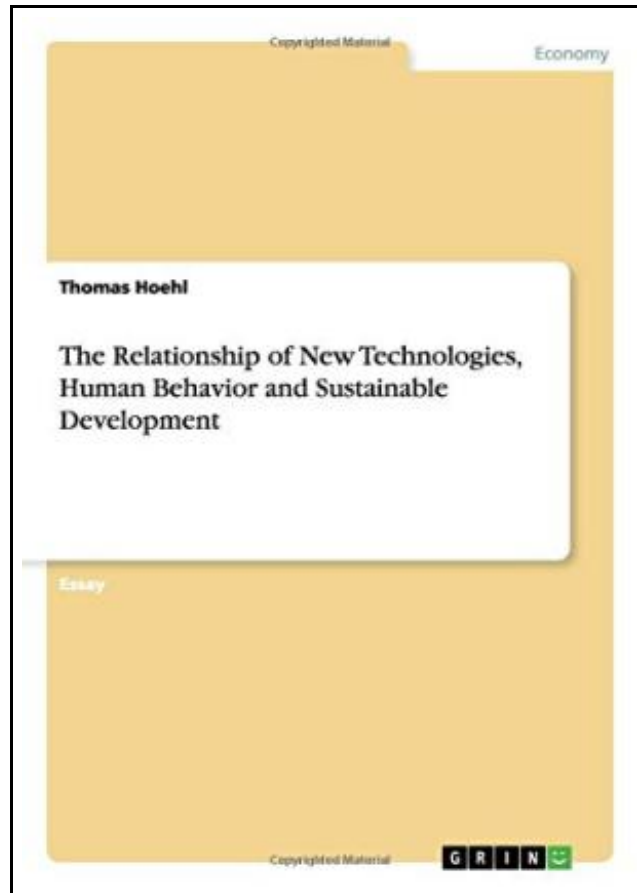 Copyrighted Material
Economy
Thomas Hoehl
The Relationship of New Technologies,
Human Behavior and Sustainable
Development
Essay
Copyrighted Material
GRIN